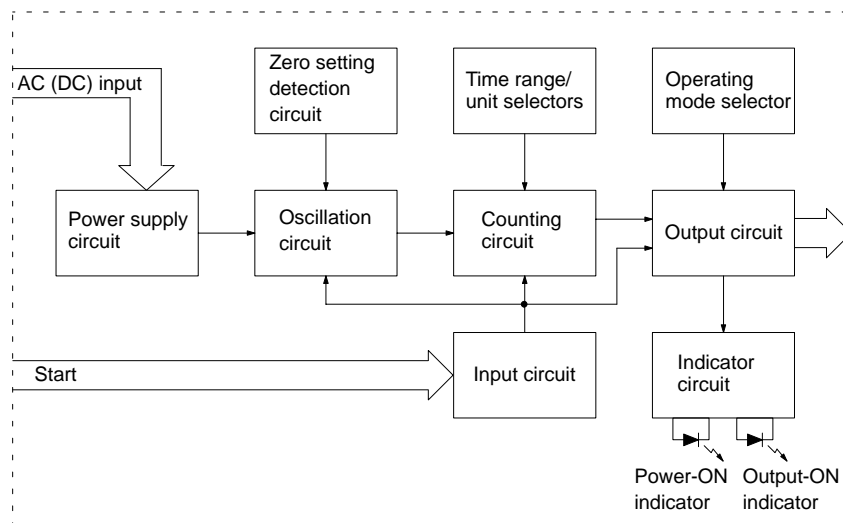 AC (DC) input
Zero setting
detection
circuit
Time range/
unit selectors
Operating
mode selector
Power supply
circuit
Oscillation
circuit
Counting
circuit
Output circuit
Start
Input circuit
Indicator
circuit
Power-ON
indicator
Output-ON
indicator